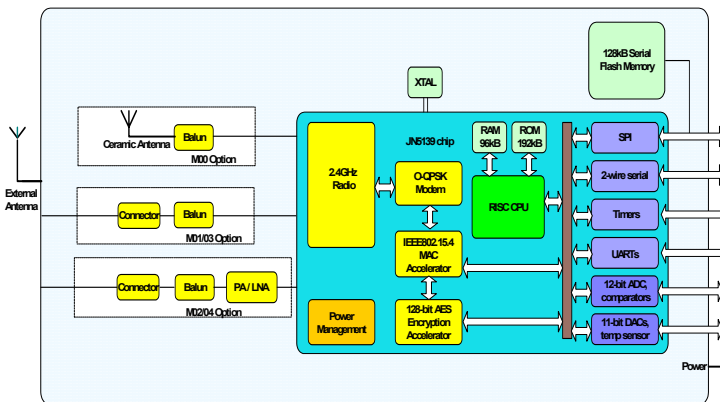 128kB Serial
Flash Memory
XTAL
JN5139 chip
RAM
96kB
ROM
192kB
SPI
2-wire serial
Timers
UARTs
12-bit ADC,
comparators
11-bit DACs,
temp sensor
Power
2.4GHz
Radio
O-QPSK
Modem
RISC CPU
IEEE802.15.4
MAC
Accelerator
128-bit AES
Encryption
Accelerator
Power
Management
Ceramic Antenna
Balun
M00 Option
External
Antenna
Connector
Balun
M01/03 Option
Connector
Balun
PA / LNA
M02/04 Option